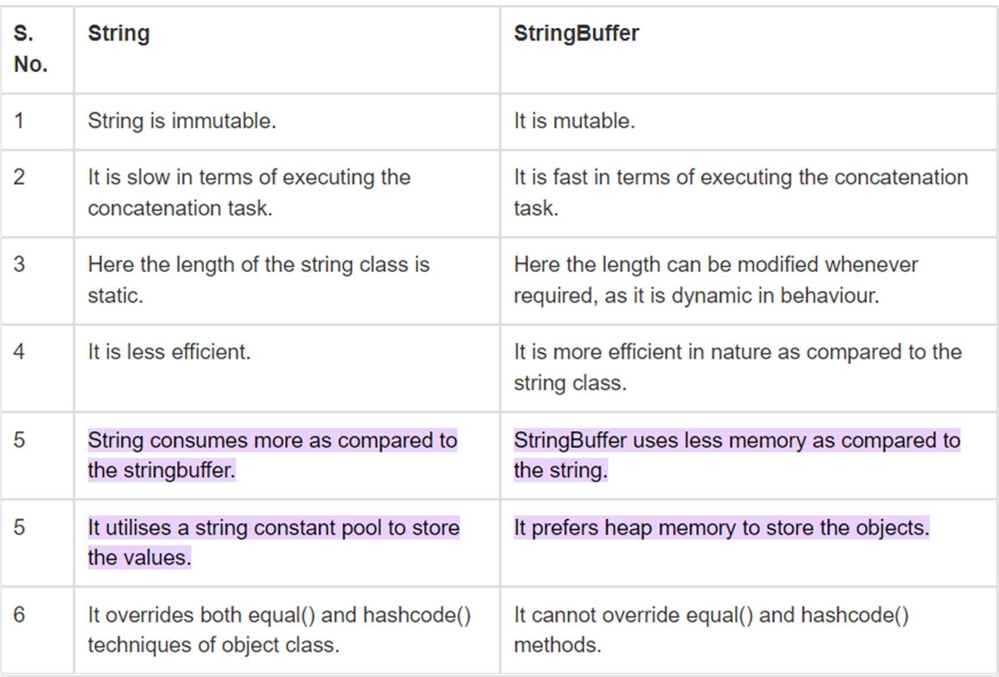 S.
No.
String
StringBuffer
1
String is immutable.
It is mutable.
2
It is slow in terms of executing the
concatenation task.
It is fast in terms of executing the concatenation
task.
3
Here the length of the string class is
static.
Here the length can be modified whenever
required, as it is dynamic in behaviour.
4
It is less efficient.
It is more efficient in nature as compared to the
string class.
5
String consumes more as compared to
the stringbuffer.
StringBuffer uses less memory as compared to
the string.
5
It utilises a string constant pool to store
the values.
It prefers heap memory to store the objects.
6
It overrides both equal() and hashcode()
techniques of object class.
It cannot override equal() and hashcode()
methods.